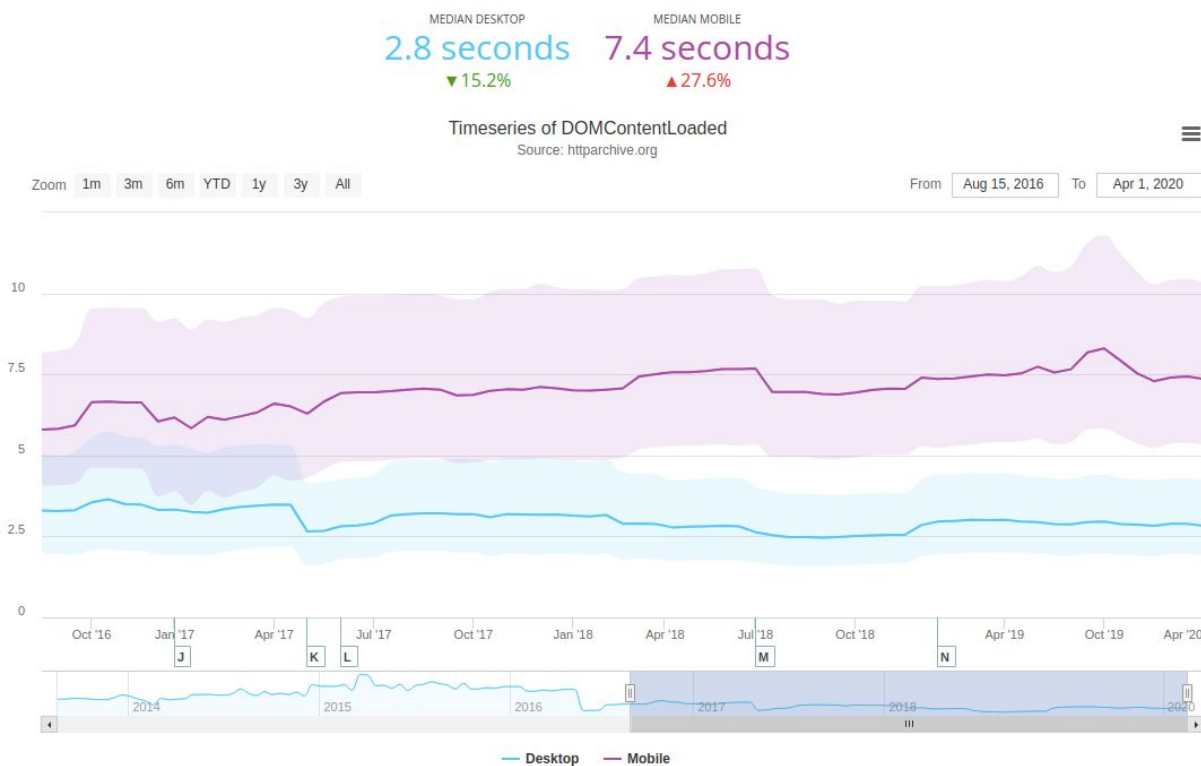 MEDIAN DESKTOP MEDIAN MOBILE
2.8 seconds 7.4 seconds
▼15.2% ▲27.6%
Timeseries of DOMContentLoaded
Source: httparchive.org
Zoom 1m 3m 6m YTD 1y 3y All From Aug 15, 2016 To Apr 1, 2020
10
7.5
5
2.5
0
Oct '16 Jan '17 Apr '17 Jul '17 Oct '17 Jan '18 Apr '18 Jul '18 Oct '18 Apr '19 Oct '19 Apr '20
J K L M N
2014 2015 2016 2017 2018 2020
Desktop Mobile